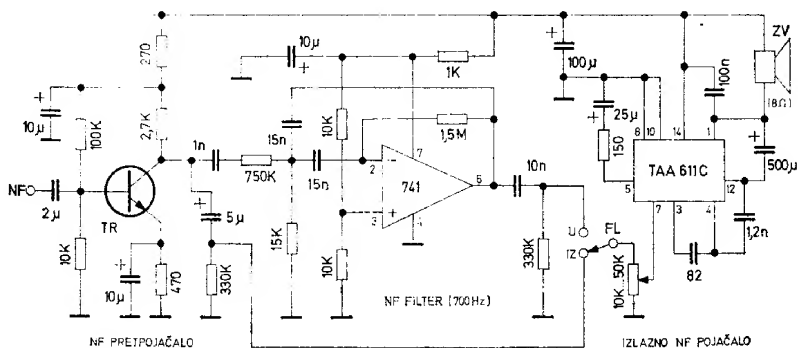 270
10µ
+
2,7K
100K
NF
2µ
10K
TR
10µ
+
470
1n
750K
+
5µ
330K
15n
15n
15K
10µ
+
10K
10K
1K
1,5M
2
3
7
741
6
4
10n
330K
U
IZ
FL
10K
50K
100µ
+
25µ
+
150
8
10
14
1
5
12
7
3
4
TAA 611C
100n
82
1,2n
500µ
+
ZV
(8Ω)
NF PRETPOJAČALO
NF FILTER (700Hz)
IZLAZNO NF POJAČALO